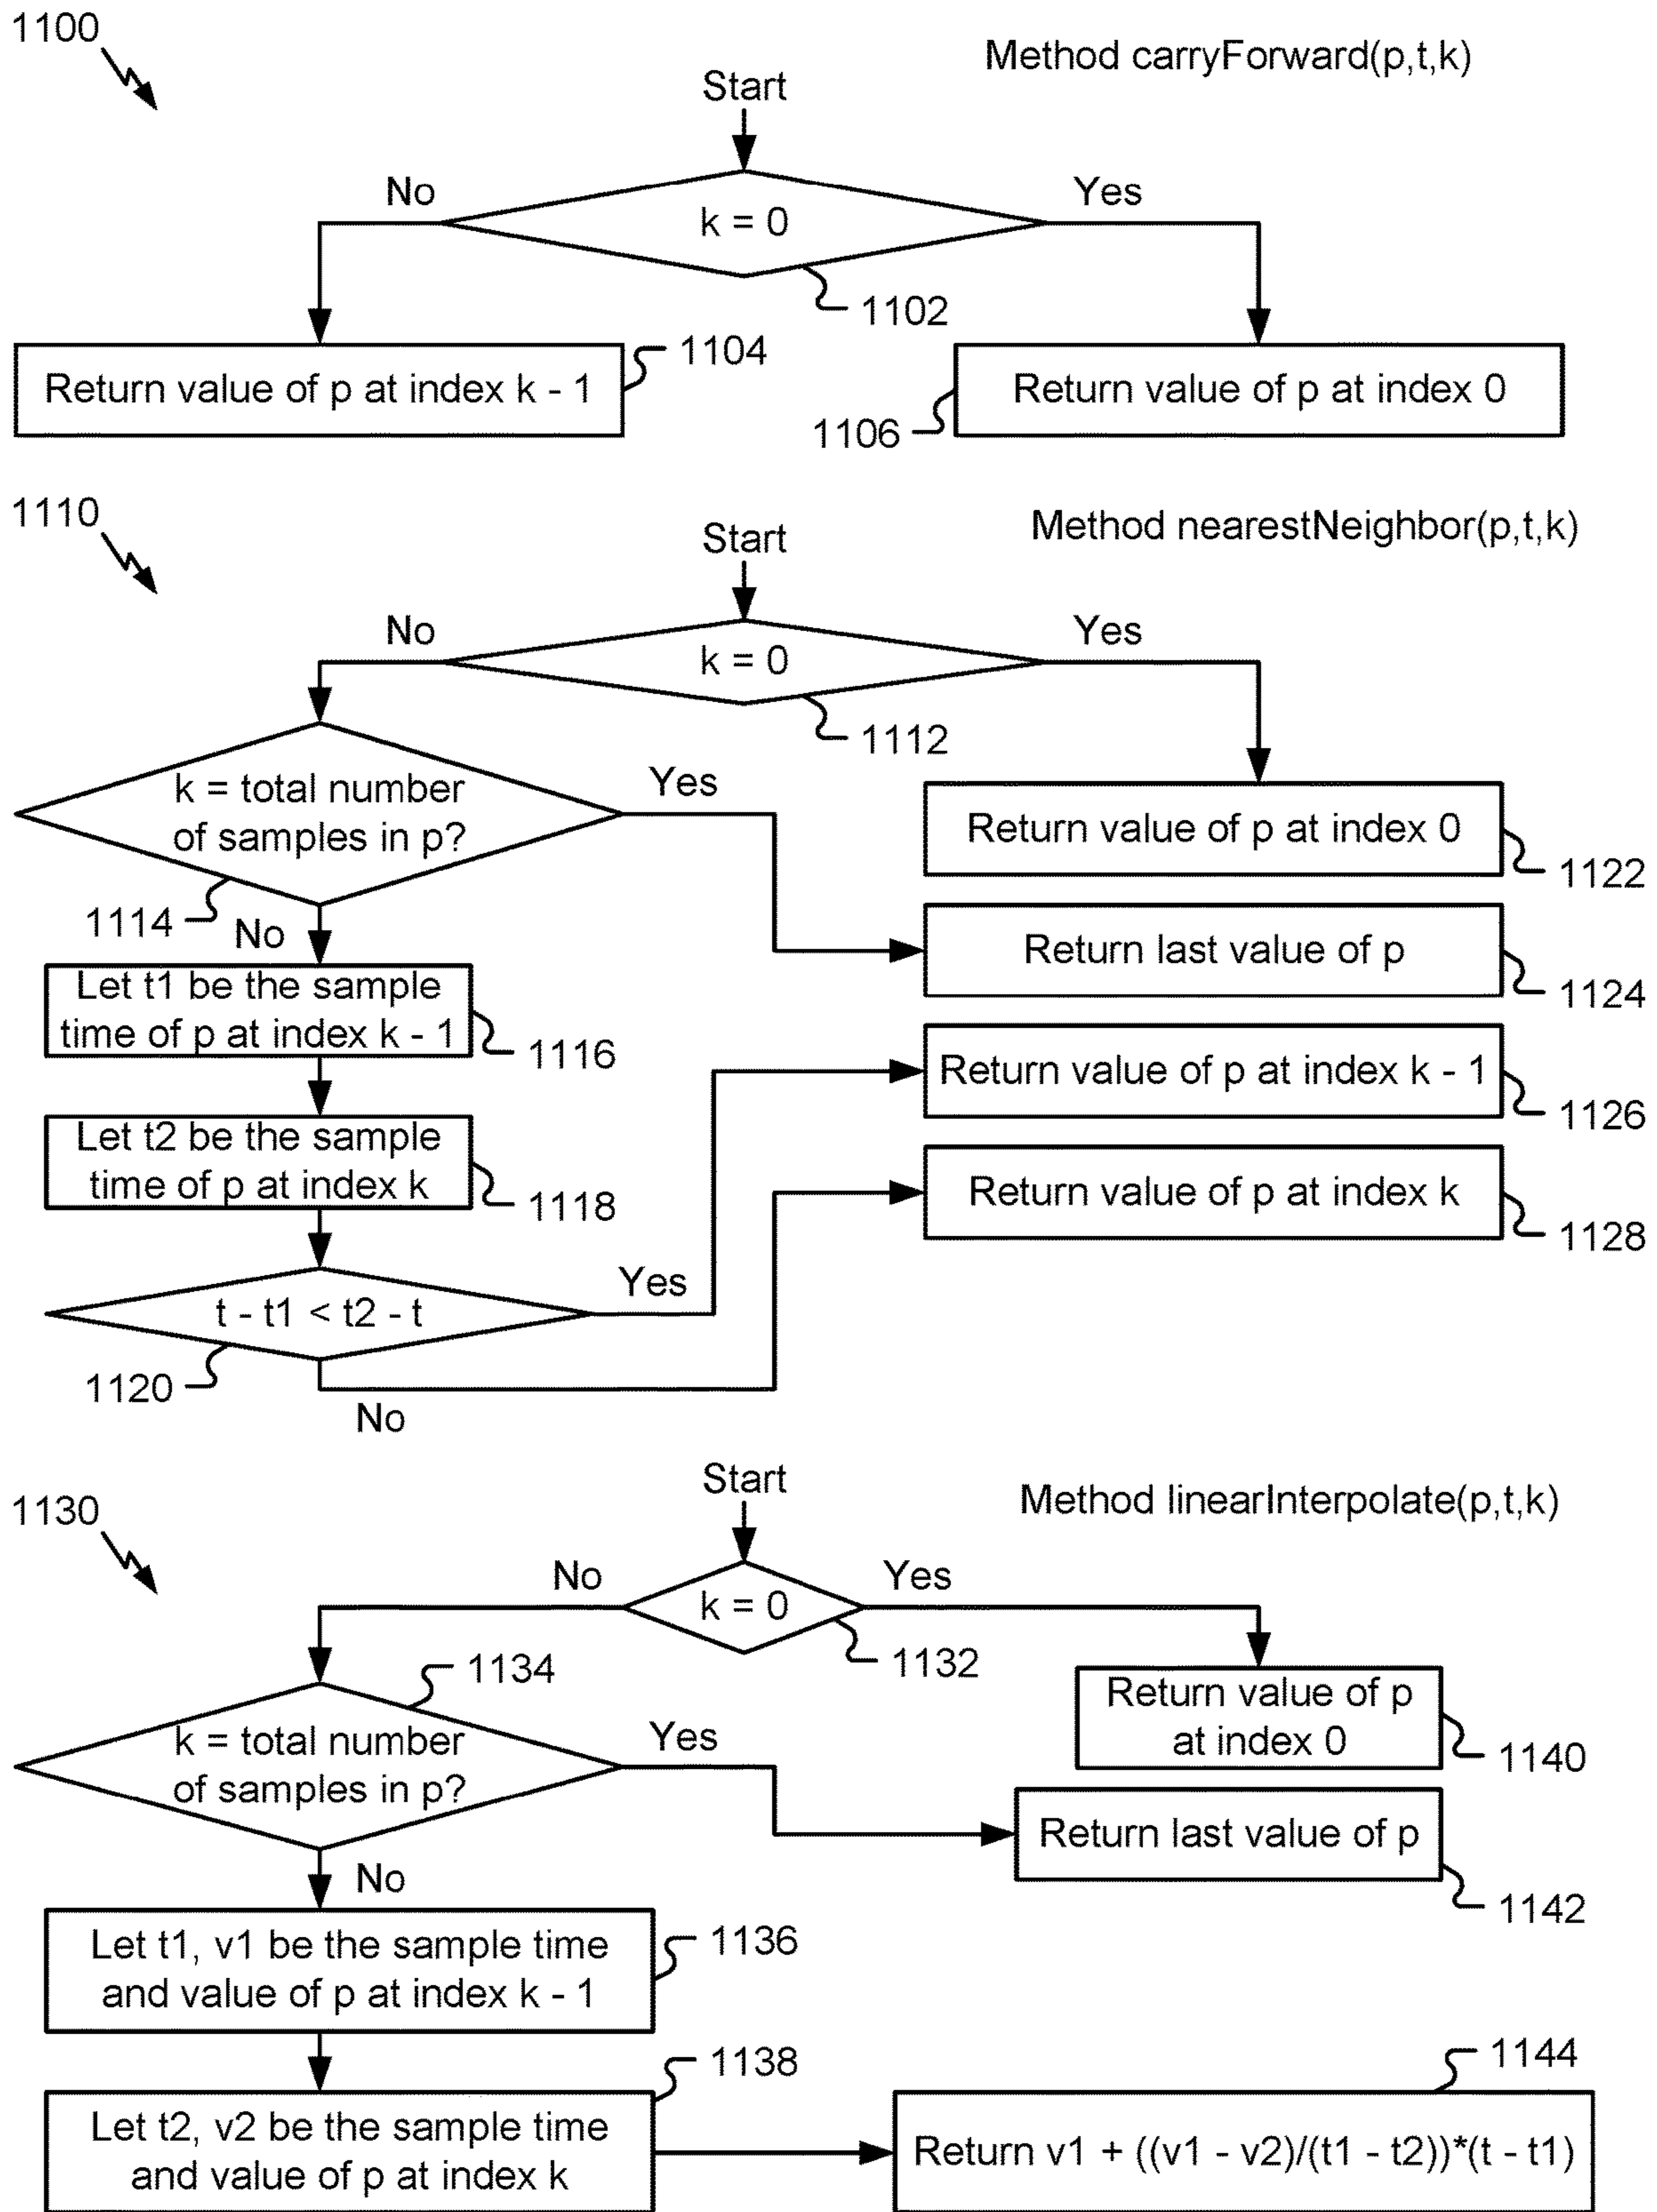 1100
Method carryForward(p,t,k)
Start
No
Yes
k = 0
1102
1104
Return value of p at index k - 1
Return value of p at index 0
1106
1110
Method nearestNeighbor(p,t,k)
Start
No
Yes
k = 0
1112
k = total number
of samples in p?
Yes
1114
No
Return value of p at index 0
1122
Return last value of p
1124
Let t1 be the sample
time of p at index k - 1
1116
Return value of p at index k - 1
1126
Let t2 be the sample
time of p at index k
1118
Return value of p at index k
1128
t - t1 < t2 - t
Yes
1120
No
1130
Method linearInterpolate(p,t,k)
Start
No
Yes
k = 0
1132
1134
k = total number
of samples in p?
Yes
No
Return value of p
at index 0
1140
Return last value of p
1142
Let t1, v1 be the sample time
and value of p at index k - 1
1136
Let t2, v2 be the sample time
and value of p at index k
1138
1144
Return v1 + ((v1 - v2)/(t1 - t2))*(t - t1)